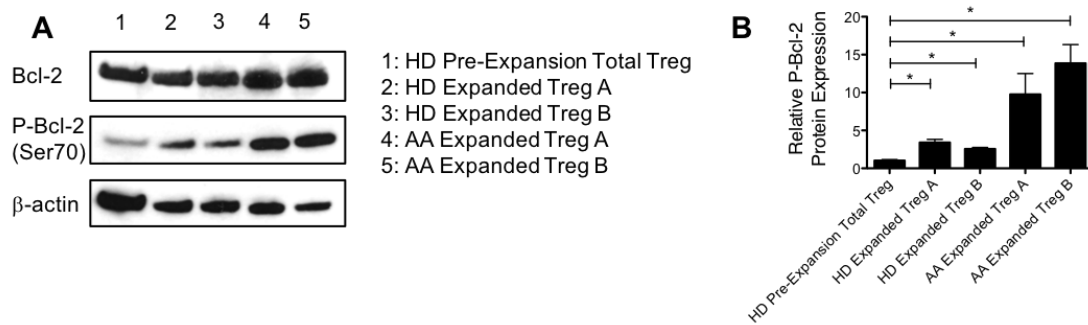 A
1 2 3 4 5
Bcl-2
P-Bcl-2
(Ser70)
β-actin
1: HD Pre-Expansion Total Treg
2: HD Expanded Treg A
3: HD Expanded Treg B
4: AA Expanded Treg A
5: AA Expanded Treg B
B
Relative P-Bcl-2
Protein Expression
20
15
10
5
0
*
*
*
*
HD Pre-Expansion Total Treg
HD Expanded Treg A
HD Expanded Treg B
AA Expanded Treg A
AA Expanded Treg B